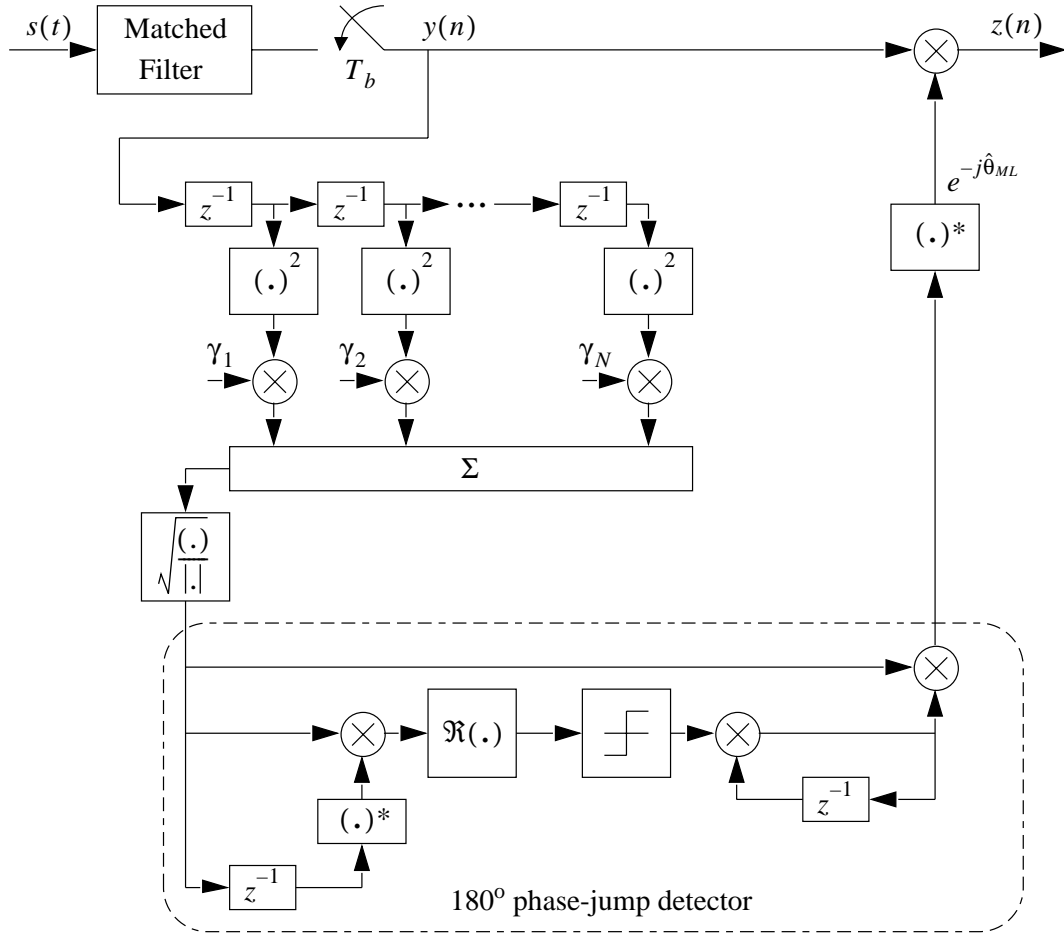 s(t)
Matched
Filter
T_b
y(n)
z(n)
e^{-jθ̂_{ML}}
z^{-1}
z^{-1}
...
z^{-1}
(.)*
(.)^2
(.)^2
(.)^2
γ_1
γ_2
γ_N
Σ
√((.)/|.|)
ℜ(.)
z^{-1}
(.)*
z^{-1}
180° phase-jump detector